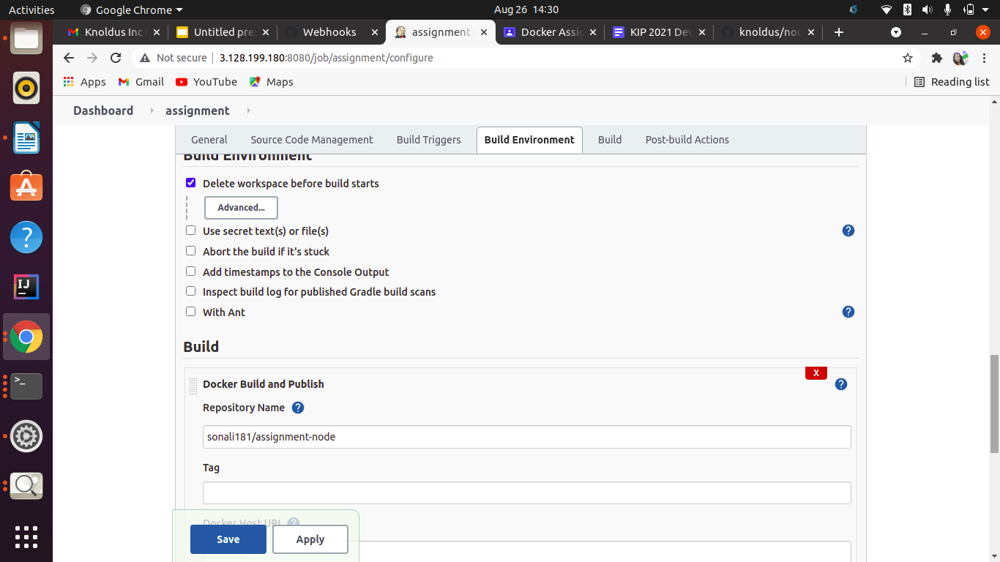 Activities Google Chrome Aug 26 14:30
Knoldus Inc Untitled pre Webhooks assignment Docker Assig KIP 2021 Dev knoldus/noc
Not secure 3.128.199.180:8080/job/assignment/configure
Apps Gmail YouTube Maps Reading list
Dashboard assignment
General Source Code Management Build Triggers Build Environment Build Post-build Actions
Build Environment
Delete workspace before build starts
Advanced...
Use secret text(s) or file(s) ?
Abort the build if it's stuck
Add timestamps to the Console Output
Inspect build log for published Gradle build scans
With Ant ?
Build
X
Docker Build and Publish ?
Repository Name ?
sonali181/assignment-node
Tag
Docker Host URL ?
Save Apply